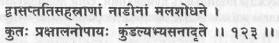 द्वासप्ततिसहस्राणां नाडीनां मलशोधने ।
कुतः प्रक्षालनोपायः कुंडल्यभ्यसनादृते ॥ १२३ ॥